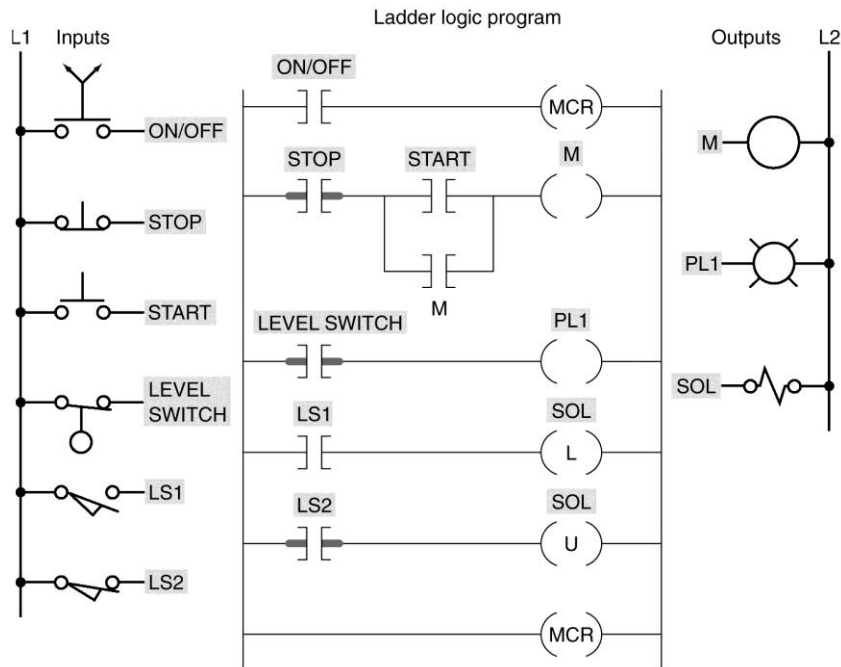 Ladder logic program
L1 Inputs
ON/OFF
STOP
START
LEVEL
SWITCH
LS1
LS2
ON/OFF
MCR
STOP START M
M
LEVEL SWITCH PL1
LS1 SOL
L
LS2 SOL
U
MCR
Outputs L2
M
PL1
SOL